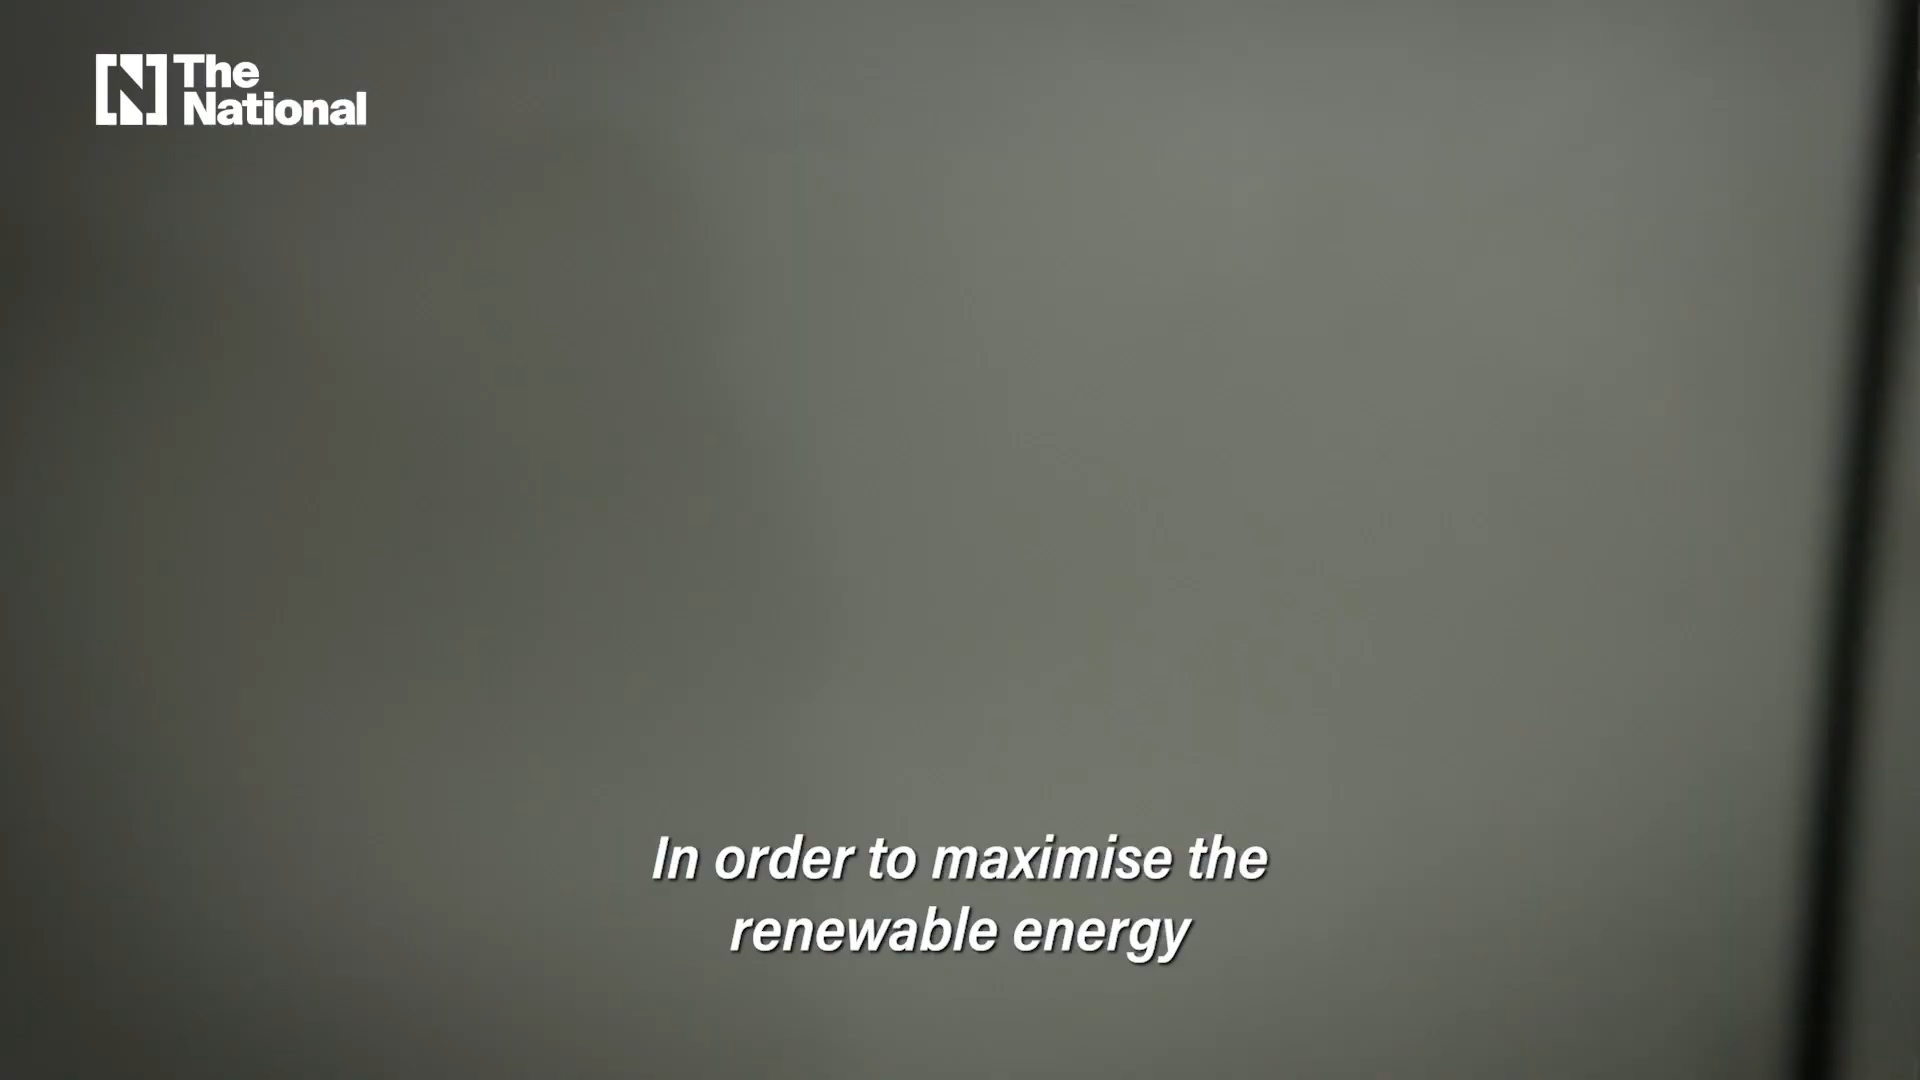 The
National
In order to maximise the
renewable energy